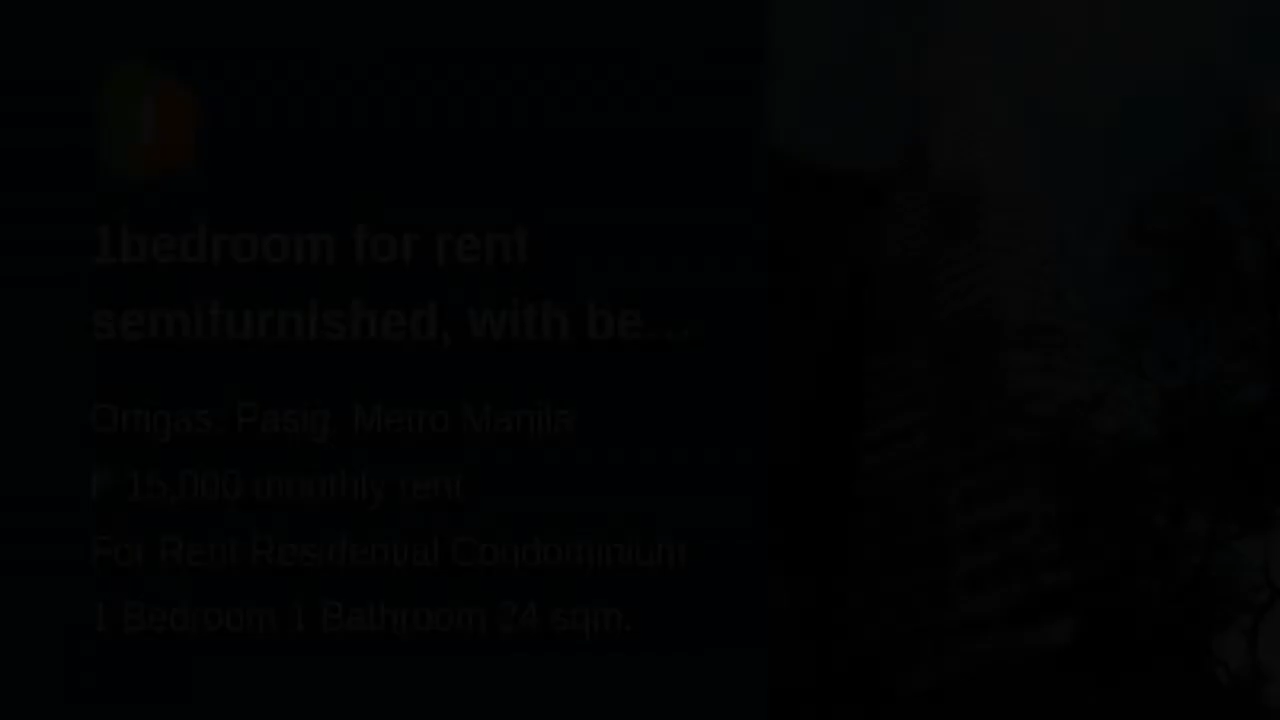 1bedroom for rent
semifurnished, with be...
Ortigas, Pasig, Metro Manila
₱ 15,000 monthly rent
For Rent Residential Condominium
1 Bedroom 1 Bathroom 24 sqm.